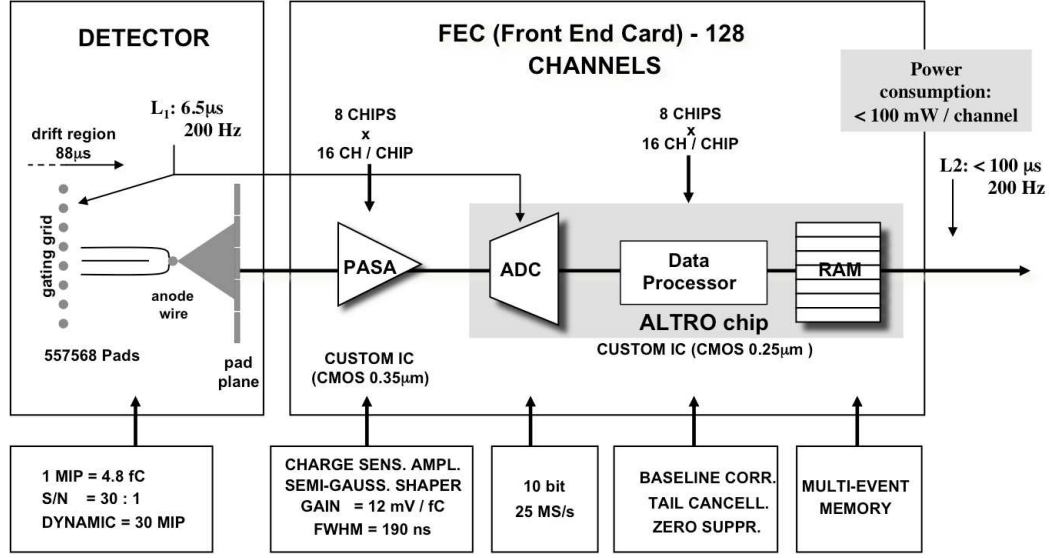 DETECTOR
FEC (Front End Card) - 128
CHANNELS
Power
consumption:
< 100 mW / channel
L1: 6.5μs
200 Hz
drift region
88μs
8 CHIPS
x
16 CH / CHIP
8 CHIPS
x
16 CH / CHIP
L2: < 100 μs
200 Hz
gating grid
PASA
ADC
Data
Processor
RAM
anode
wire
ALTRO chip
557568 Pads
pad
plane
CUSTOM IC
(CMOS 0.35μm)
CUSTOM IC (CMOS 0.25μm )
1 MIP = 4.8 fC
S/N = 30 : 1
DYNAMIC = 30 MIP
CHARGE SENS. AMPL.
SEMI-GAUSS. SHAPER
GAIN = 12 mV / fC
FWHM = 190 ns
10 bit
25 MS/s
BASELINE CORR.
TAIL CANCELL.
ZERO SUPPR.
MULTI-EVENT
MEMORY